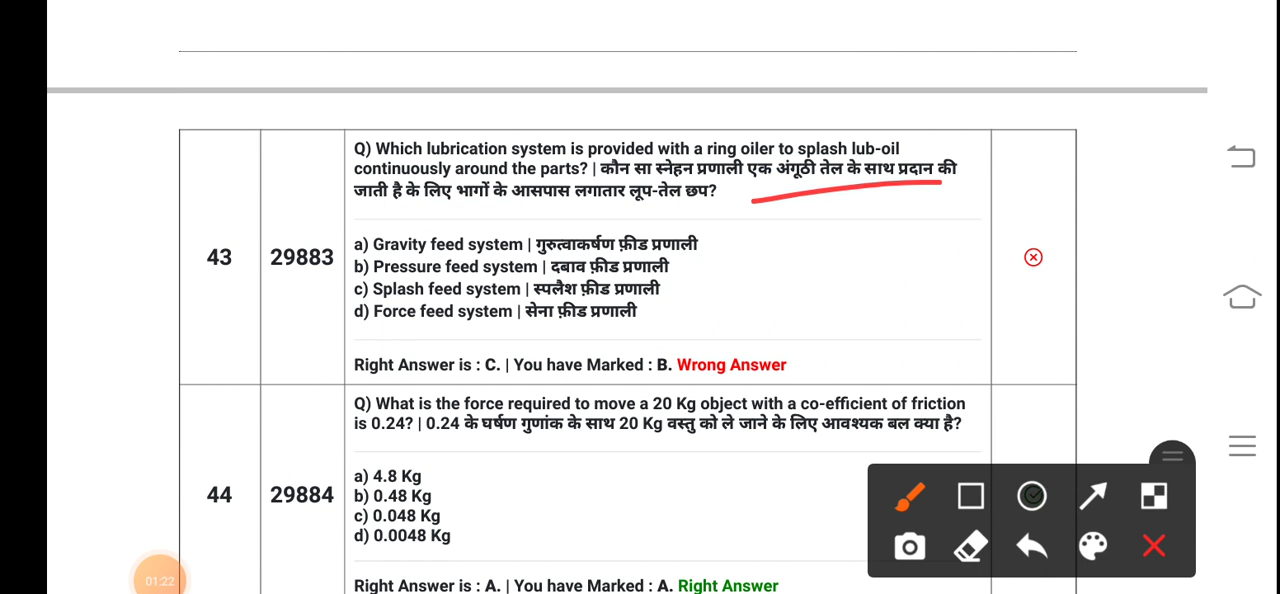 Q) Which lubrication system is provided with a ring oiler to splash lub-oil
continuously around the parts? | कौन सा स्नेहन प्रणाली एक अंगूठी तेल के साथ प्रदान की
जाती है के लिए भागों के आसपास लगातार लूप-तेल छप?
43
29883
a) Gravity feed system | गुरुत्वाकर्षण फ़ीड प्रणाली
b) Pressure feed system | दबाव फ़ीड प्रणाली
c) Splash feed system | स्पलैश फ़ीड प्रणाली
d) Force feed system | सेना फ़ीड प्रणाली
Right Answer is : C. | You have Marked : B. Wrong Answer
Q) What is the force required to move a 20 Kg object with a co-efficient of friction
is 0.24? | 0.24 के घर्षण गुणांक के साथ 20 Kg वस्तु को ले जाने के लिए आवश्यक बल क्या है?
44
29884
a) 4.8 Kg
b) 0.48 Kg
c) 0.048 Kg
d) 0.0048 Kg
Right Answer is : A. | You have Marked : A. Right Answer
01:22